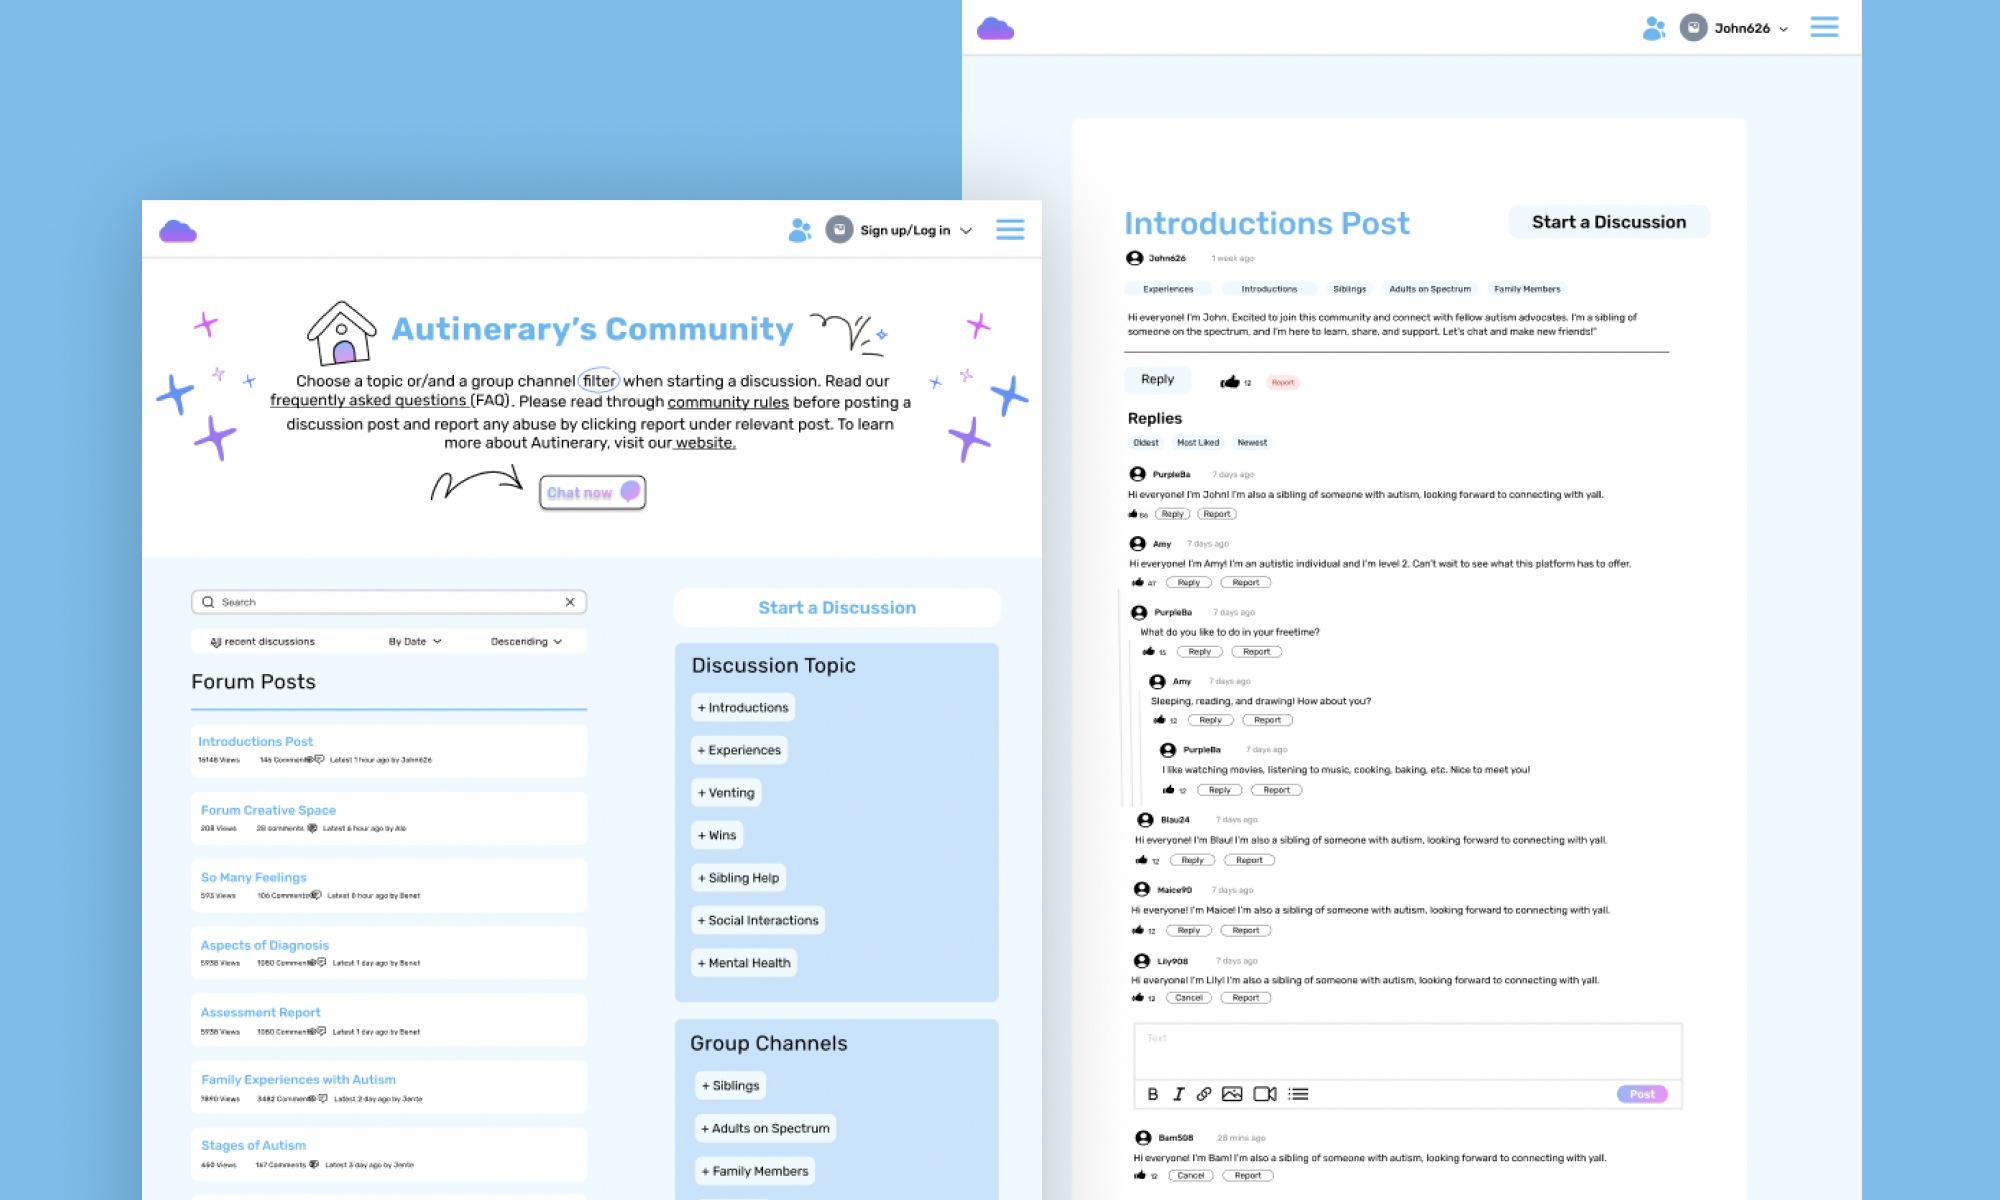 Sign up/Log in
Autinerary's Community
Choose a topic or/and a group channel filter when starting a discussion. Read our
frequently asked questions (FAQ). Please read through community rules before posting a
discussion post and report any abuse by clicking report under relevant post. To learn
more about Autinerary, visit our website.
Chat now
Search
All recent discussions By Date Descending
Forum Posts
Introductions Post
16148 Views 146 Comments Latest 1 hour ago by John626
Forum Creative Space
208 Views 28 comments Latest 6 hour ago by Alo
So Many Feelings
593 Views 106 Comments Latest 8 hour ago by Benet
Aspects of Diagnosis
5938 Views 1080 Comments Latest 1 day ago by Benet
Assessment Report
5938 Views 1080 Comments Latest 1 day ago by Benet
Family Experiences with Autism
7890 Views 3482 Comments Latest 2 day ago by Jente
Stages of Autism
650 Views 167 Comments Latest 3 day ago by Jente
Start a Discussion
Discussion Topic
+ Introductions
+ Experiences
+ Venting
+ Wins
+ Sibling Help
+ Social Interactions
+ Mental Health
Group Channels
+ Siblings
+ Adults on Spectrum
+ Family Members
John626
Introductions Post
Start a Discussion
John626 1 week ago
Experiences Introductions Siblings Adults on Spectrum Family Members
Hi everyone! I'm John. Excited to join this community and connect with fellow autism advocates. I'm a sibling of
someone on the spectrum, and I'm here to learn, share, and support. Let's chat and make new friends!"
Reply 12 Report
Replies
Oldest Most Liked Newest
PurpleBa 7 days ago
Hi everyone! I'm John! I'm also a sibling of someone with autism, looking forward to connecting with yall.
86 Reply Report
Amy 7 days ago
Hi everyone! I'm Amy! I'm an autistic individual and I'm level 2. Can't wait to see what this platform has to offer.
47 Reply Report
PurpleBa 7 days ago
What do you like to do in your freetime?
15 Reply Report
Amy 7 days ago
Sleeping, reading, and drawing! How about you?
12 Reply Report
PurpleBa 7 days ago
I like watching movies, listening to music, cooking, baking, etc. Nice to meet you!
12 Reply Report
Blau24 7 days ago
Hi everyone! I'm Blau! I'm also a sibling of someone with autism, looking forward to connecting with yall.
12 Reply Report
Maice90 7 days ago
Hi everyone! I'm Maice! I'm also a sibling of someone with autism, looking forward to connecting with yall.
12 Reply Report
Lily908 7 days ago
Hi everyone! I'm Lily! I'm also a sibling of someone with autism, looking forward to connecting with yall.
12 Cancel Report
Text
B I Post
Bam508 28 mins ago
Hi everyone! I'm Bam! I'm also a sibling of someone with autism, looking forward to connecting with yall.
12 Cancel Report